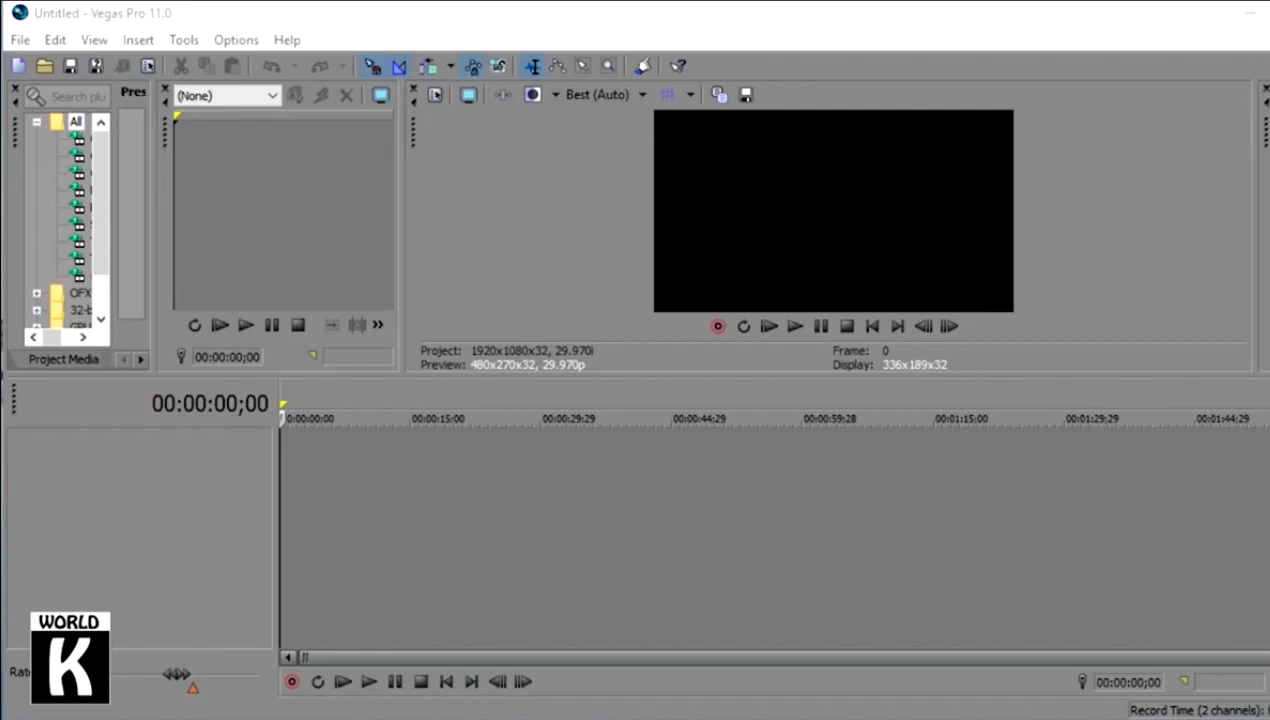 Untitled - Vegas Pro 11.0
File Edit View Insert Tools Options Help
Search plu
Pres
(None)
Best (Auto)
All
OFX
32-b
Project Media
00:00:00;00
Project: 1920x1080x32, 29.970i
Preview: 480x270x32, 29.970p
Frame: 0
Display: 336x189x32
00:00:00;00
0:00:00;00 00:00:15;00 00:00:29;29 00:00:44;29 00:00:59;28 00:01:15;00 00:01:29;29 00:01:44;29
WORLD
K
Rat
00:00:00;00
Record Time (2 channels):